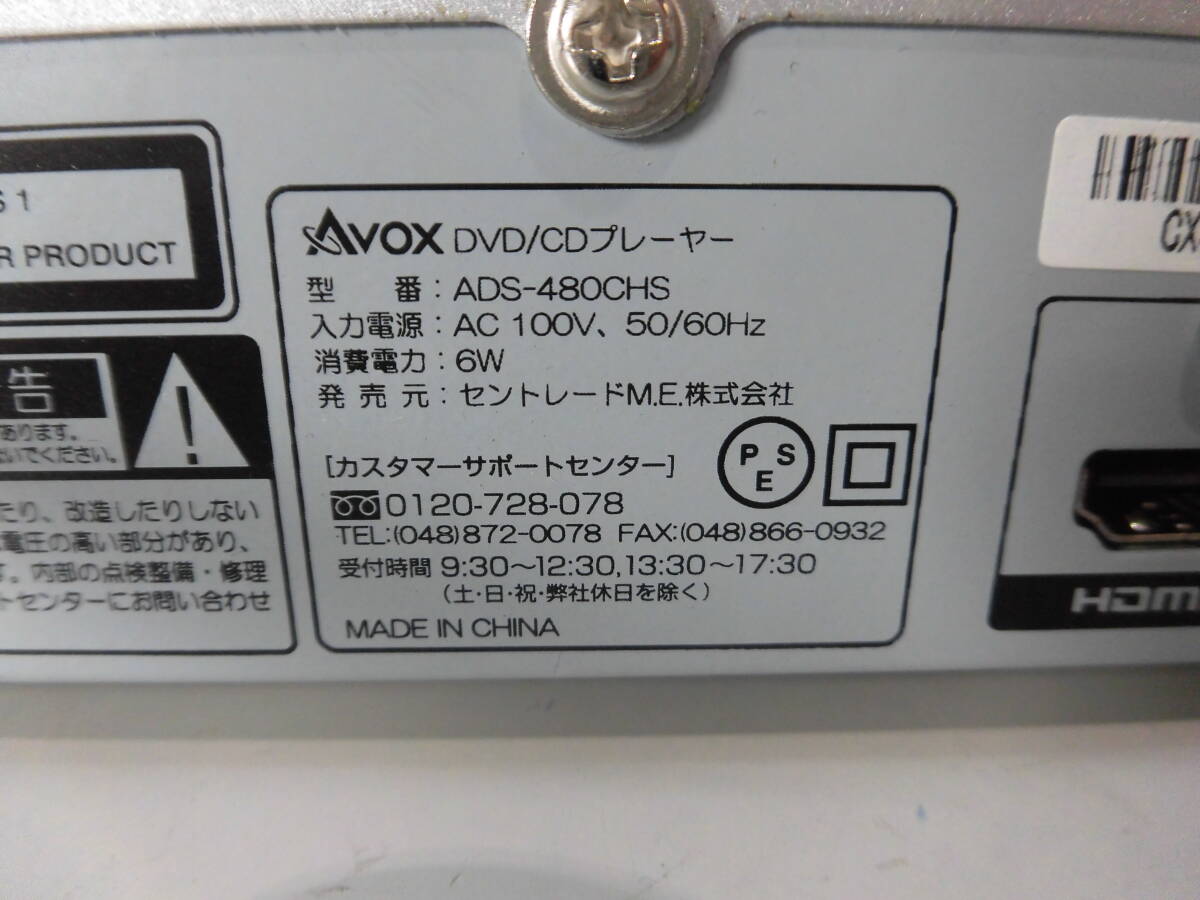 S 1
R PRODUCT
告
あります。
いでください。
たり、改造したりしない
電圧の高い部分があり、
す。内部の点検整備・修理
トセンターにお問い合わせ
AVOX DVD/CDプレーヤー
型 番：ADS-480CHS
入力電源：AC 100V、50/60Hz
消費電力：6W
発 売 元：セントレードM.E.株式会社
[カスタマーサポートセンター]
0120-728-078
TEL:(048)872-0078 FAX:(048)866-0932
受付時間 9:30〜12:30,13:30〜17:30
（土・日・祝・弊社休日を除く）
MADE IN CHINA
PSE
CX
HDMI